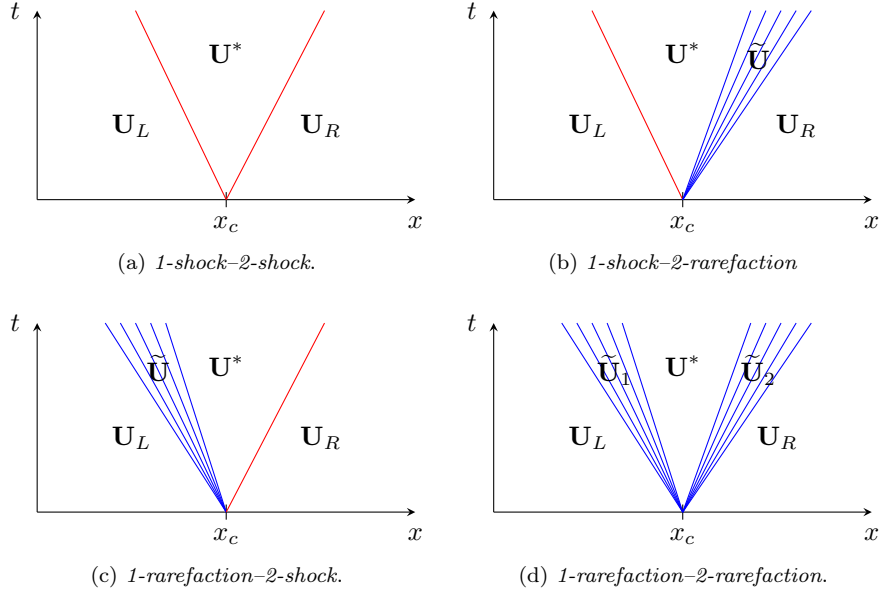 t
U*
U_L
U_R
x_c
x
(a) 1-shock–2-shock.
t
U*
Ũ
U_L
U_R
x_c
x
(b) 1-shock–2-rarefaction
t
Ũ
U*
U_L
U_R
x_c
x
(c) 1-rarefaction–2-shock.
t
Ũ_1
U*
Ũ_2
U_L
U_R
x_c
x
(d) 1-rarefaction–2-rarefaction.